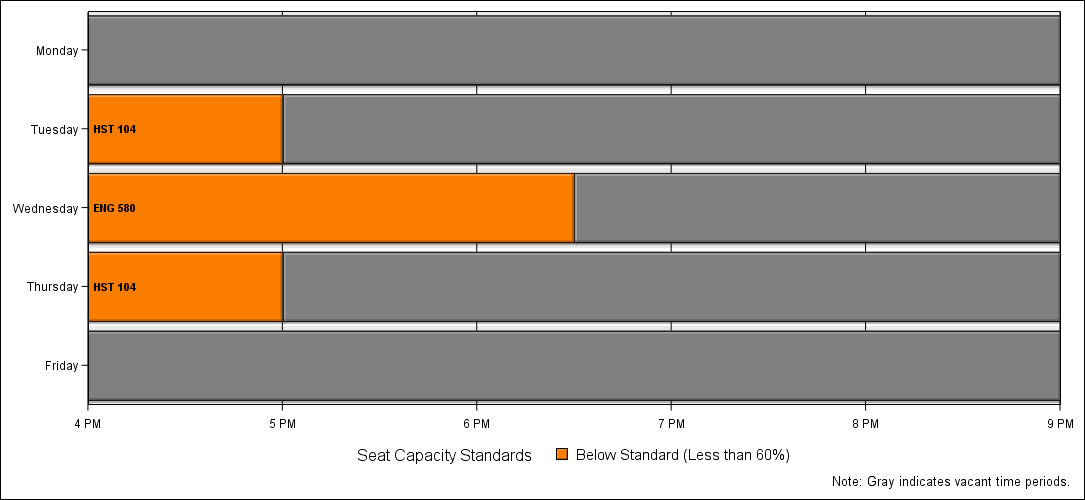 Monday
Tuesday
HST 104
Wednesday
ENG 580
Thursday
HST 104
Friday
4 PM 5 PM 6 PM 7 PM 8 PM 9 PM
Seat Capacity Standards Below Standard (Less than 60%)
Note: Gray indicates vacant time periods.